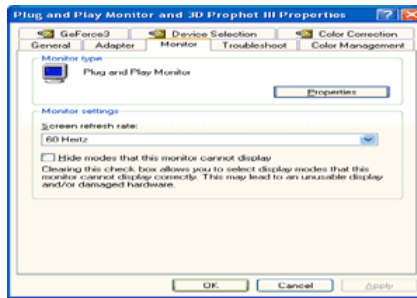 Plug and Play Monitor and 3D Prophet III Properties
GeForce3 Device Selection Color Correction
General Adapter Monitor Troubleshoot Color Management
Monitor type
Plug and Play Monitor
Properties
Monitor settings
Screen refresh rate:
60 Hertz
Hide modes that this monitor cannot display
Clearing this check box allows you to select display modes that this
monitor cannot display correctly. This may lead to an unusable display
and/or damaged hardware.
OK Cancel Apply